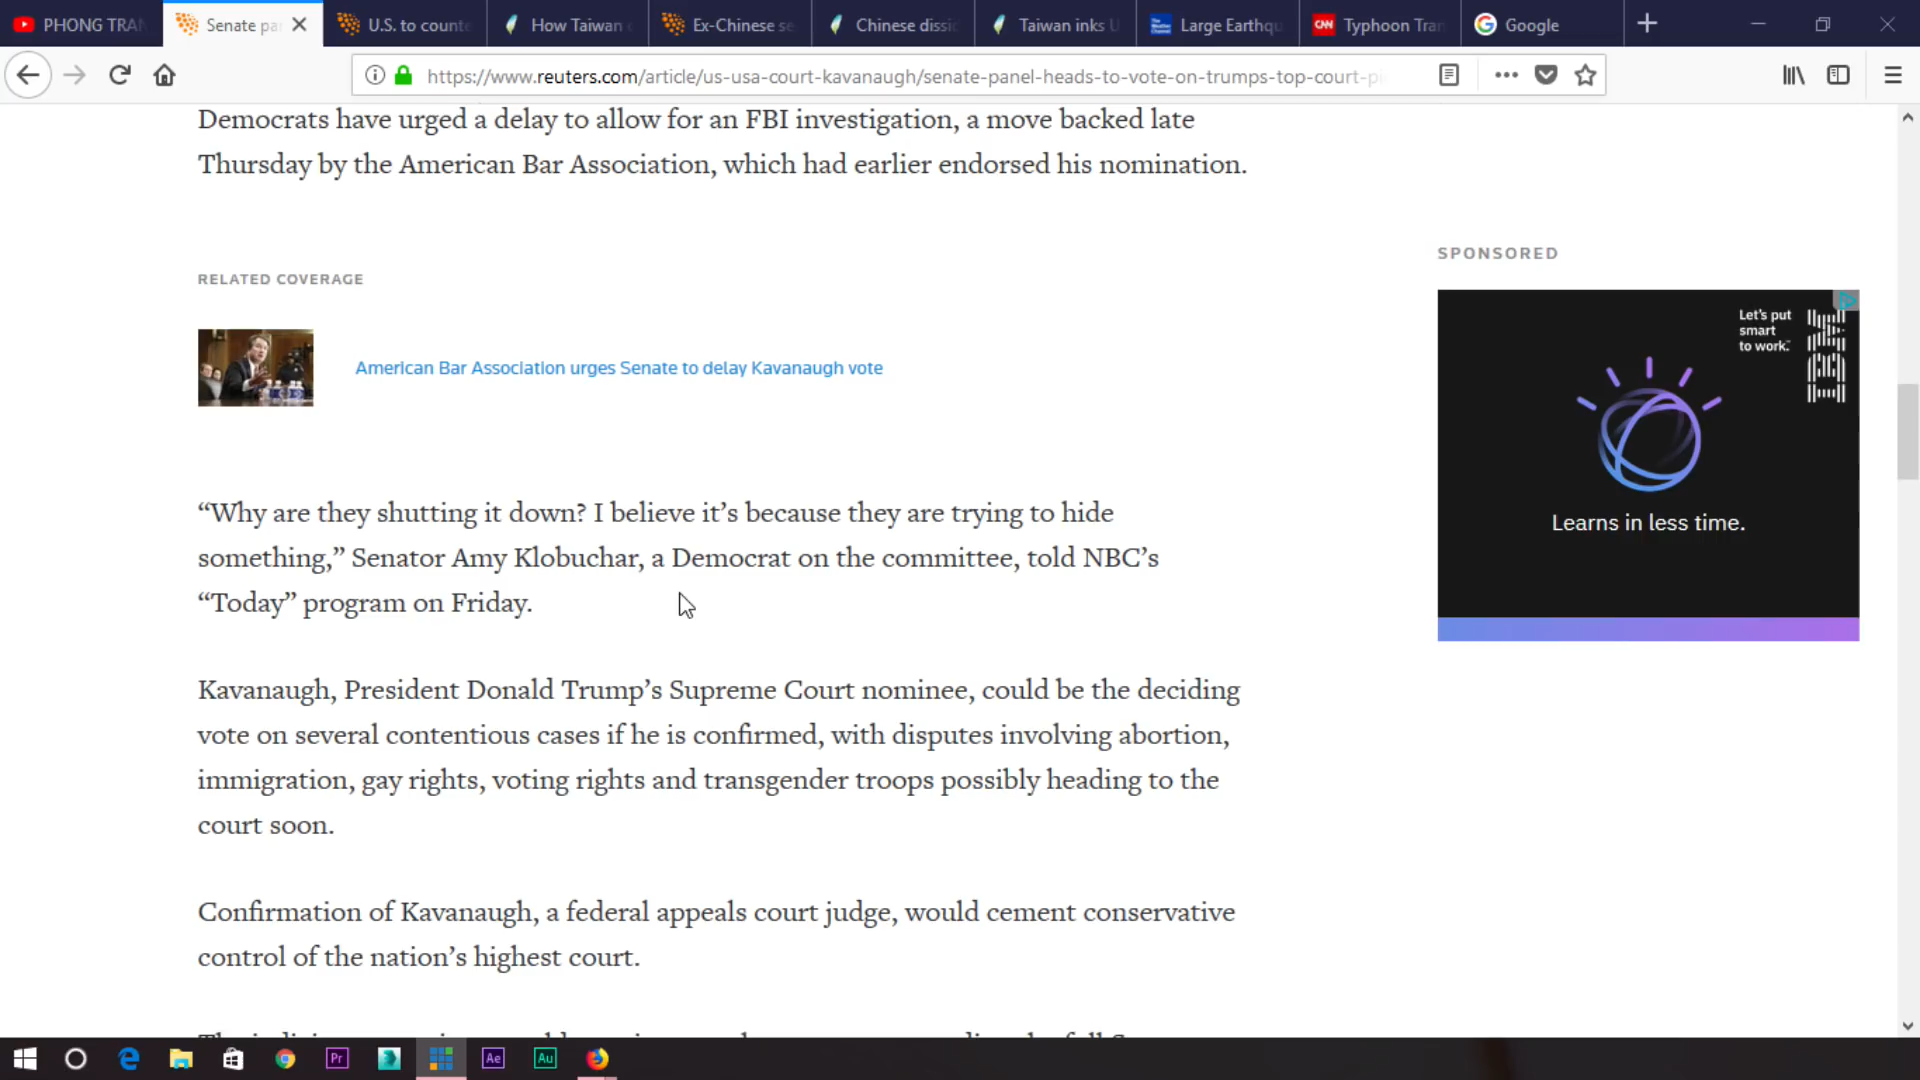 PHONG TRA
Senate pa
U.S. to counte
How Taiwan
Ex-Chinese se
Chinese dissi
Taiwan inks U
Large Earthqu
CNN
Typhoon Tra
Google
https://www.reuters.com/article/us-usa-court-kavanaugh/senate-panel-heads-to-vote-on-trumps-top-court-p
Democrats have urged a delay to allow for an FBI investigation, a move backed late
Thursday by the American Bar Association, which had earlier endorsed his nomination.
SPONSORED
RELATED COVERAGE
Let's put
smart
to work.
IBM
American Bar Association urges Senate to delay Kavanaugh vote
Learns in less time.
“Why are they shutting it down? I believe it’s because they are trying to hide
something,” Senator Amy Klobuchar, a Democrat on the committee, told NBC’s
“Today” program on Friday.
Kavanaugh, President Donald Trump’s Supreme Court nominee, could be the deciding
vote on several contentious cases if he is confirmed, with disputes involving abortion,
immigration, gay rights, voting rights and transgender troops possibly heading to the
court soon.
Confirmation of Kavanaugh, a federal appeals court judge, would cement conservative
control of the nation’s highest court.
Pr
Ae
Au